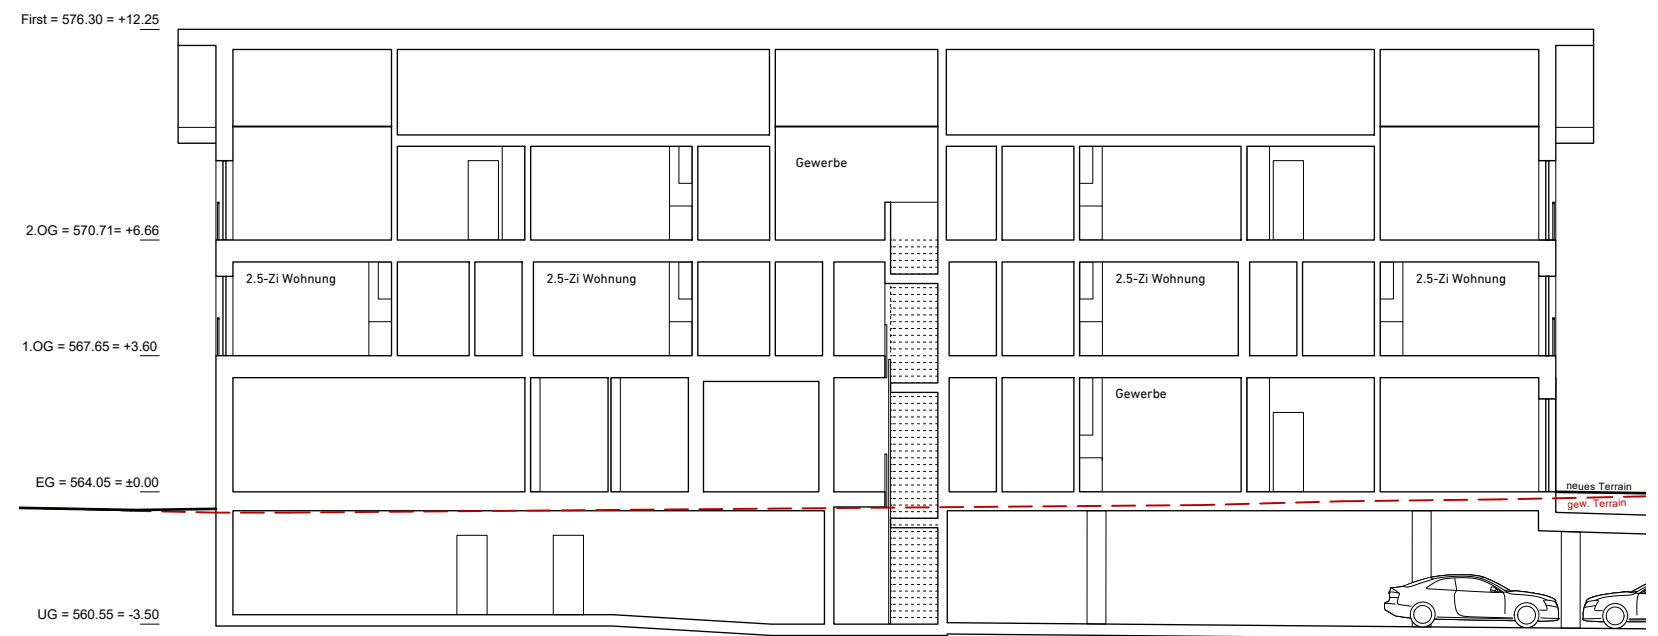 First = 576.30 = +12.25
Gewerbe
2.OG = 570.71= +6.66
2.5-Zi Wohnung
2.5-Zi Wohnung
2.5-Zi Wohnung
2.5-Zi Wohnung
1.OG = 567.65 = +3.60
Gewerbe
EG = 564.05 = ±0.00
neues Terrain
gew. Terrain
UG = 560.55 = -3.50